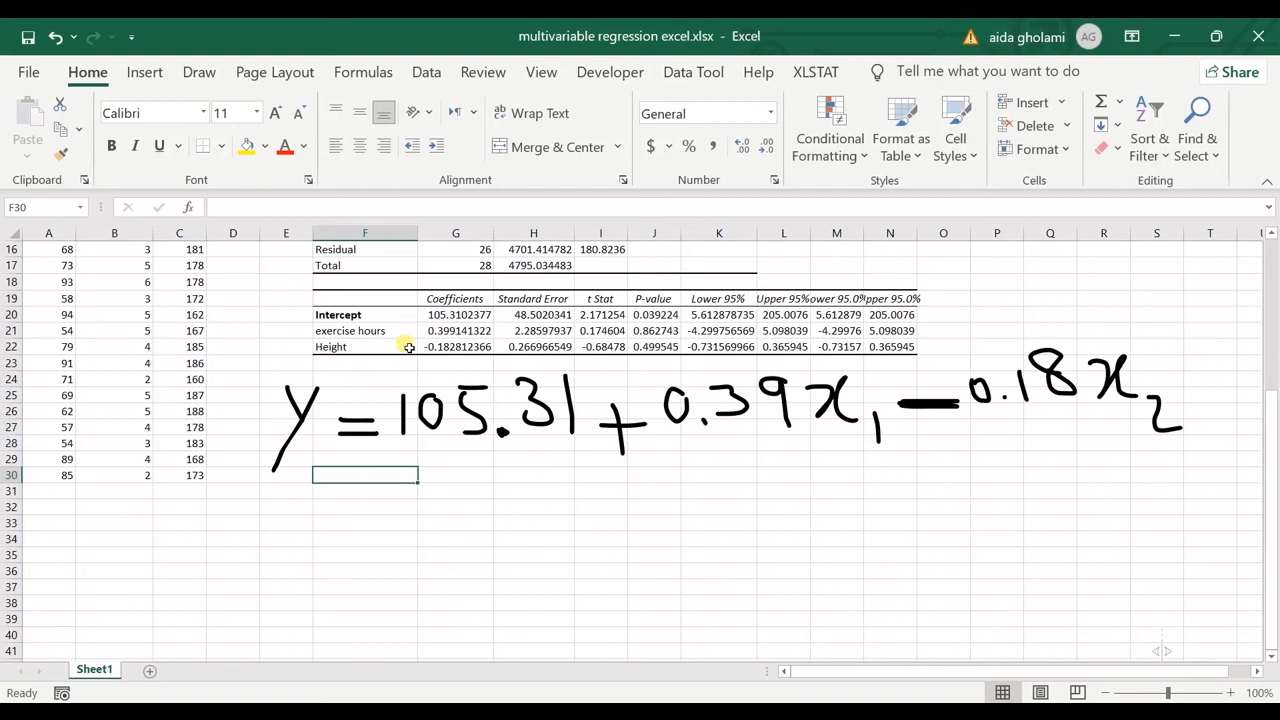 multivariable regression excel.xlsx - Excel
aida gholami AG
File Home Insert Draw Page Layout Formulas Data Review View Developer Data Tool Help XLSTAT Tell me what you want to do Share
Paste Calibri 11 A A ab Wrap Text General Conditional Formatting Format as Table Cell Styles Insert Delete Format Sort & Filter Find & Select
B I U A Merge & Center $ % ,
Clipboard Font Alignment Number Styles Cells Editing
F30 fx
A B C D E F G H I J K L M N O P Q R S T U
16 68 3 181 Residual 26 4701.414782 180.8236
17 73 5 178 Total 28 4795.034483
18 93 6 178
19 58 3 172 Coefficients Standard Error t Stat P-value Lower 95% Upper 95% ower 95.0% pper 95.0%
20 94 5 162 Intercept 105.3102377 48.5020341 2.171254 0.039224 5.612878735 205.0076 5.612879 205.0076
21 54 5 167 exercise hours 0.399141322 2.28597937 0.174604 0.862743 -4.299756569 5.098039 -4.29976 5.098039
22 79 4 185 Height -0.182812366 0.266966549 -0.68478 0.499545 -0.731569966 0.365945 -0.73157 0.365945
23 91 4 186
24 71 2 160
25 69 5 187
26 62 5 188
27 77 4 158
28 54 3 183
29 89 4 168
30 85 2 173
y = 105.31 + 0.39x1 - 0.18x2
31
32
33
34
35
36
37
38
39
40
41
Sheet1
Ready 100%